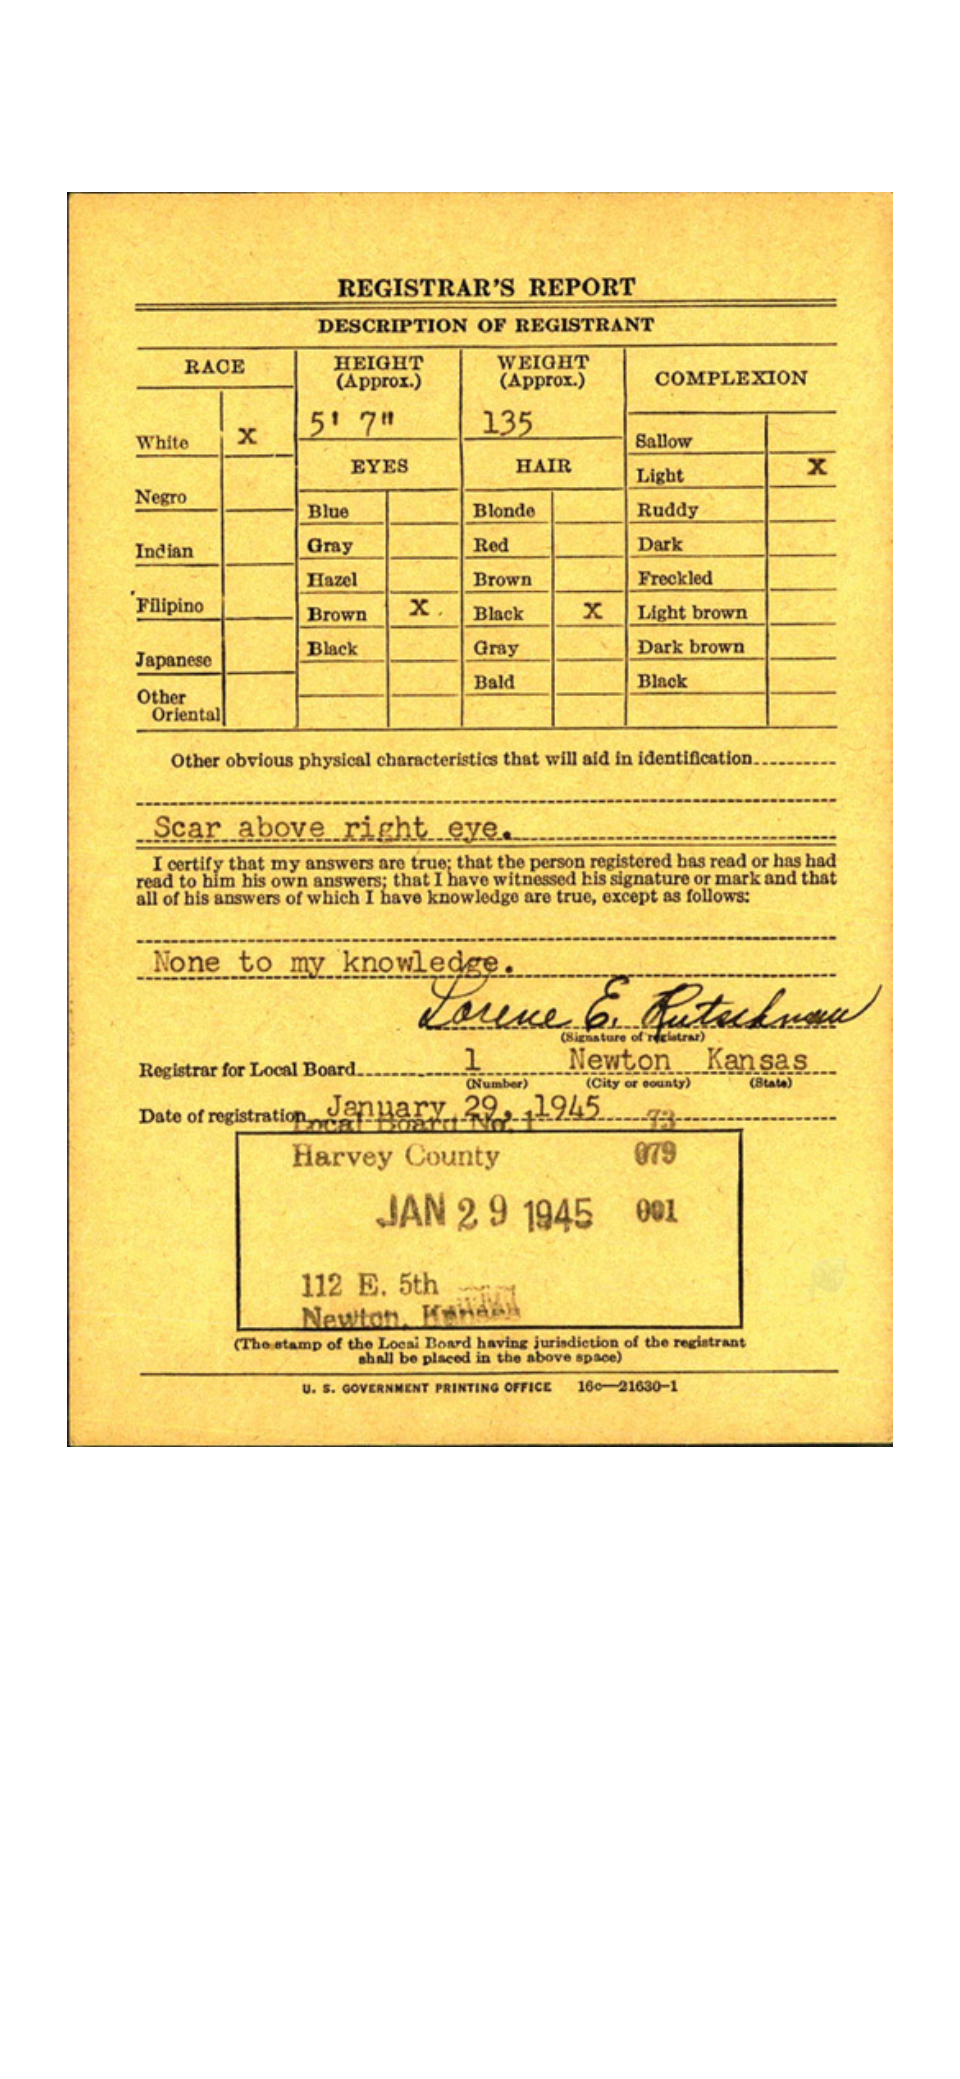 REGISTRAR'S REPORT
DESCRIPTION OF REGISTRANT
RACE
White X
Negro
Indian
Filipino
Japanese
Other
Oriental
HEIGHT
(Approx.)
5' 7"
WEIGHT
(Approx.)
135
EYES
Blue
Gray
Hazel
Brown X
Black
HAIR
Blonde
Red
Brown
Black X
Gray
Bald
COMPLEXION
Sallow
Light X
Ruddy
Dark
Freckled
Light brown
Dark brown
Black
Other obvious physical characteristics that will aid in identification
Scar above right eye.
I certify that my answers are true; that the person registered has read or has had
read to him his own answers; that I have witnessed his signature or mark and that
all of his answers of which I have knowledge are true, except as follows:
None to my knowledge.
Lorene E. Rutschman
(Signature of registrar)
Registrar for Local Board 1 Newton Kansas
(Number) (City or county) (State)
Date of registration January 29, 1945
Local Board No. 1 73
Harvey County 079
JAN 29 1945 001
112 E. 5th
Newton, Kansas
(The stamp of the Local Board having jurisdiction of the registrant
shall be placed in the above space)
U. S. GOVERNMENT PRINTING OFFICE 16c—21630-1